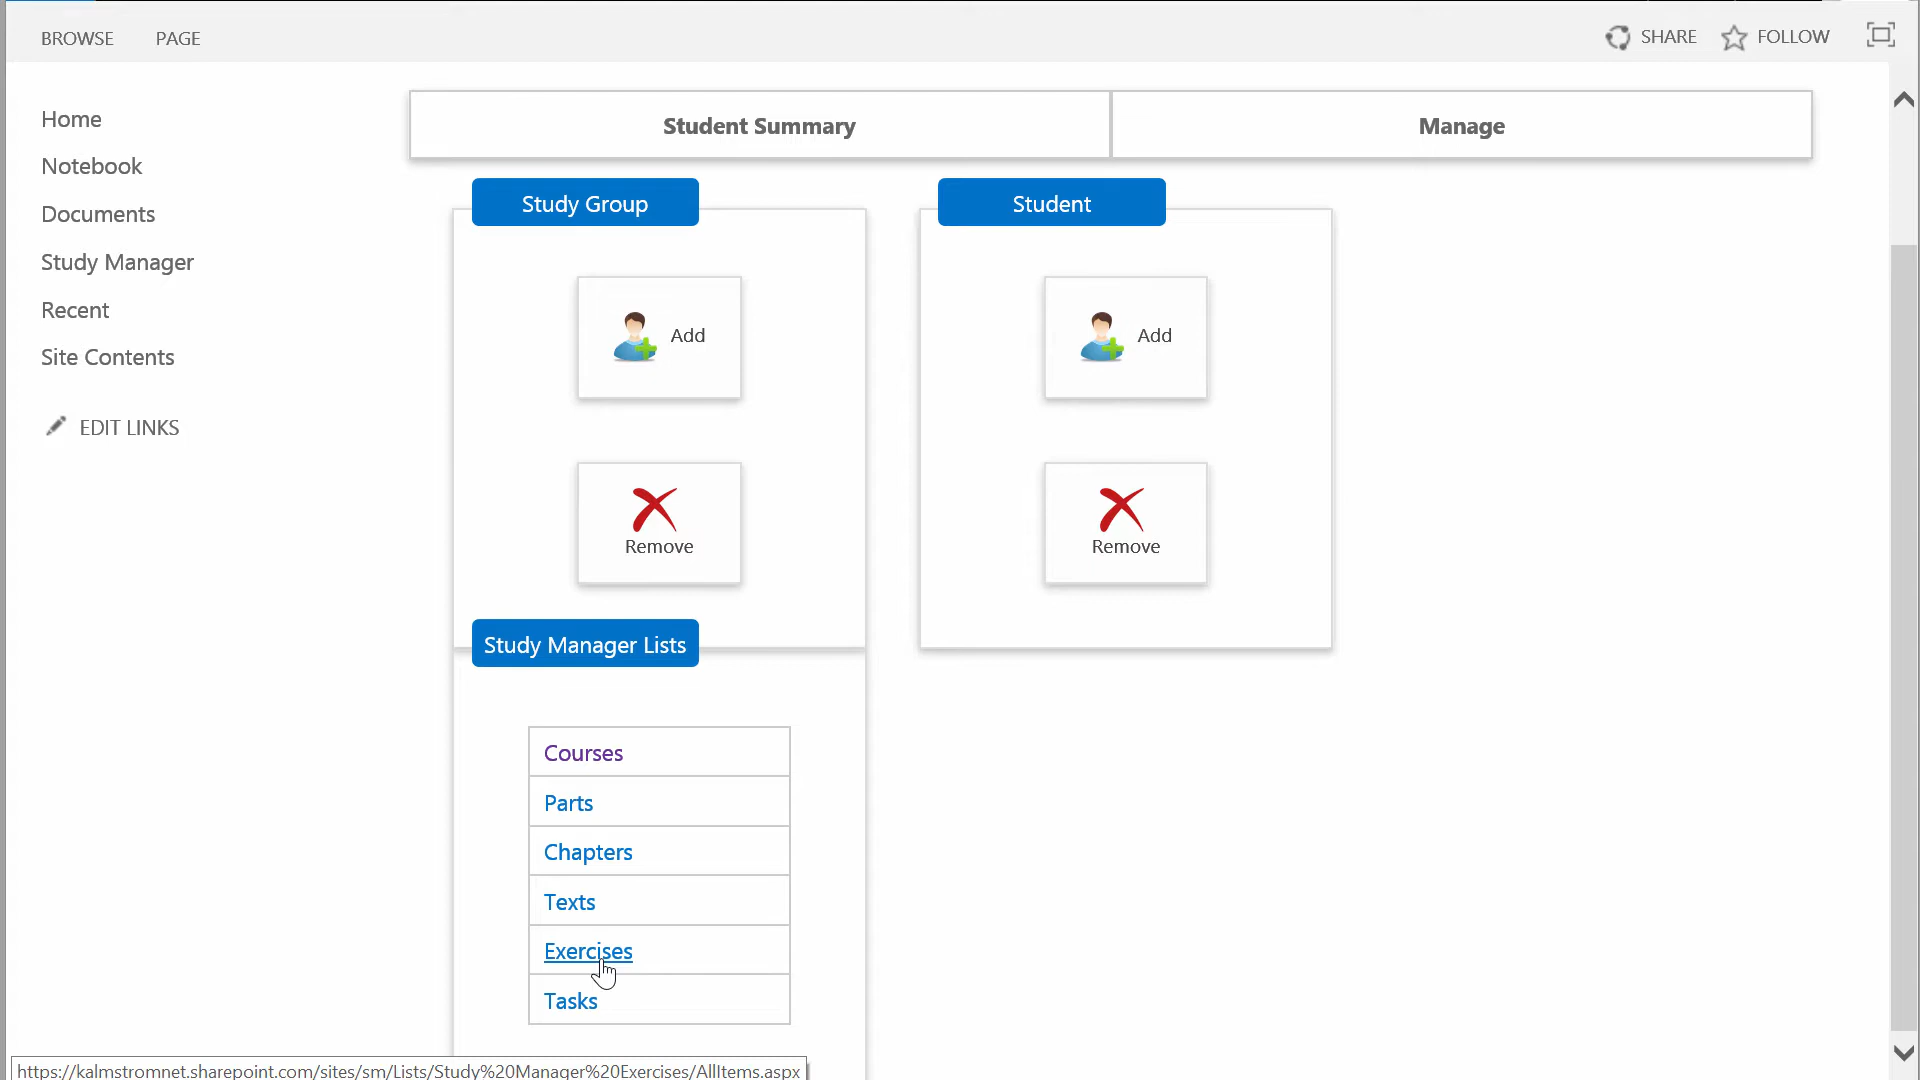 BROWSE PAGE SHARE FOLLOW
Home
Notebook
Documents
Study Manager
Recent
Site Contents
EDIT LINKS
Student Summary Manage
Study Group Student
Add Add
Remove Remove
Study Manager Lists
Courses
Parts
Chapters
Texts
Exercises
Tasks
https://kalmstromnet.sharepoint.com/sites/sm/Lists/Study%20Manager%20Exercises/AllItems.aspx